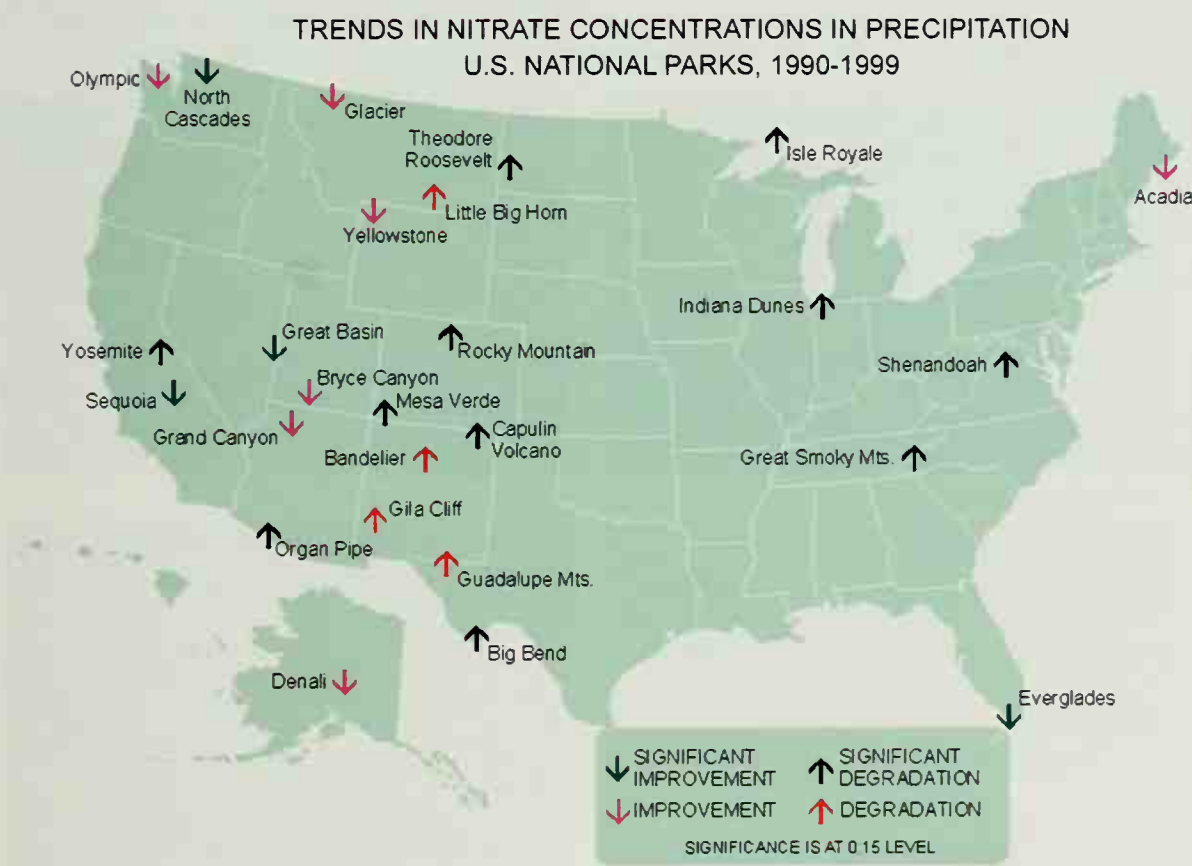 TRENDS IN NITRATE CONCENTRATIONS IN PRECIPITATION
U.S. NATIONAL PARKS, 1990-1999
Olympic
North
Cascades
Glacier
Theodore
Roosevelt
Isle Royale
Acadia
Little Big Horn
Yellowstone
Indiana Dunes
Great Basin
Yosemite
Rocky Mountain
Shenandoah
Bryce Canyon
Sequoia
Mesa Verde
Grand Canyon
Capulin
Volcano
Bandelier
Great Smoky Mts.
Gila Cliff
Organ Pipe
Guadalupe Mts.
Big Bend
Denali
Everglades
SIGNIFICANT
IMPROVEMENT
SIGNIFICANT
DEGRADATION
IMPROVEMENT
DEGRADATION
SIGNIFICANCE IS AT 0.15 LEVEL